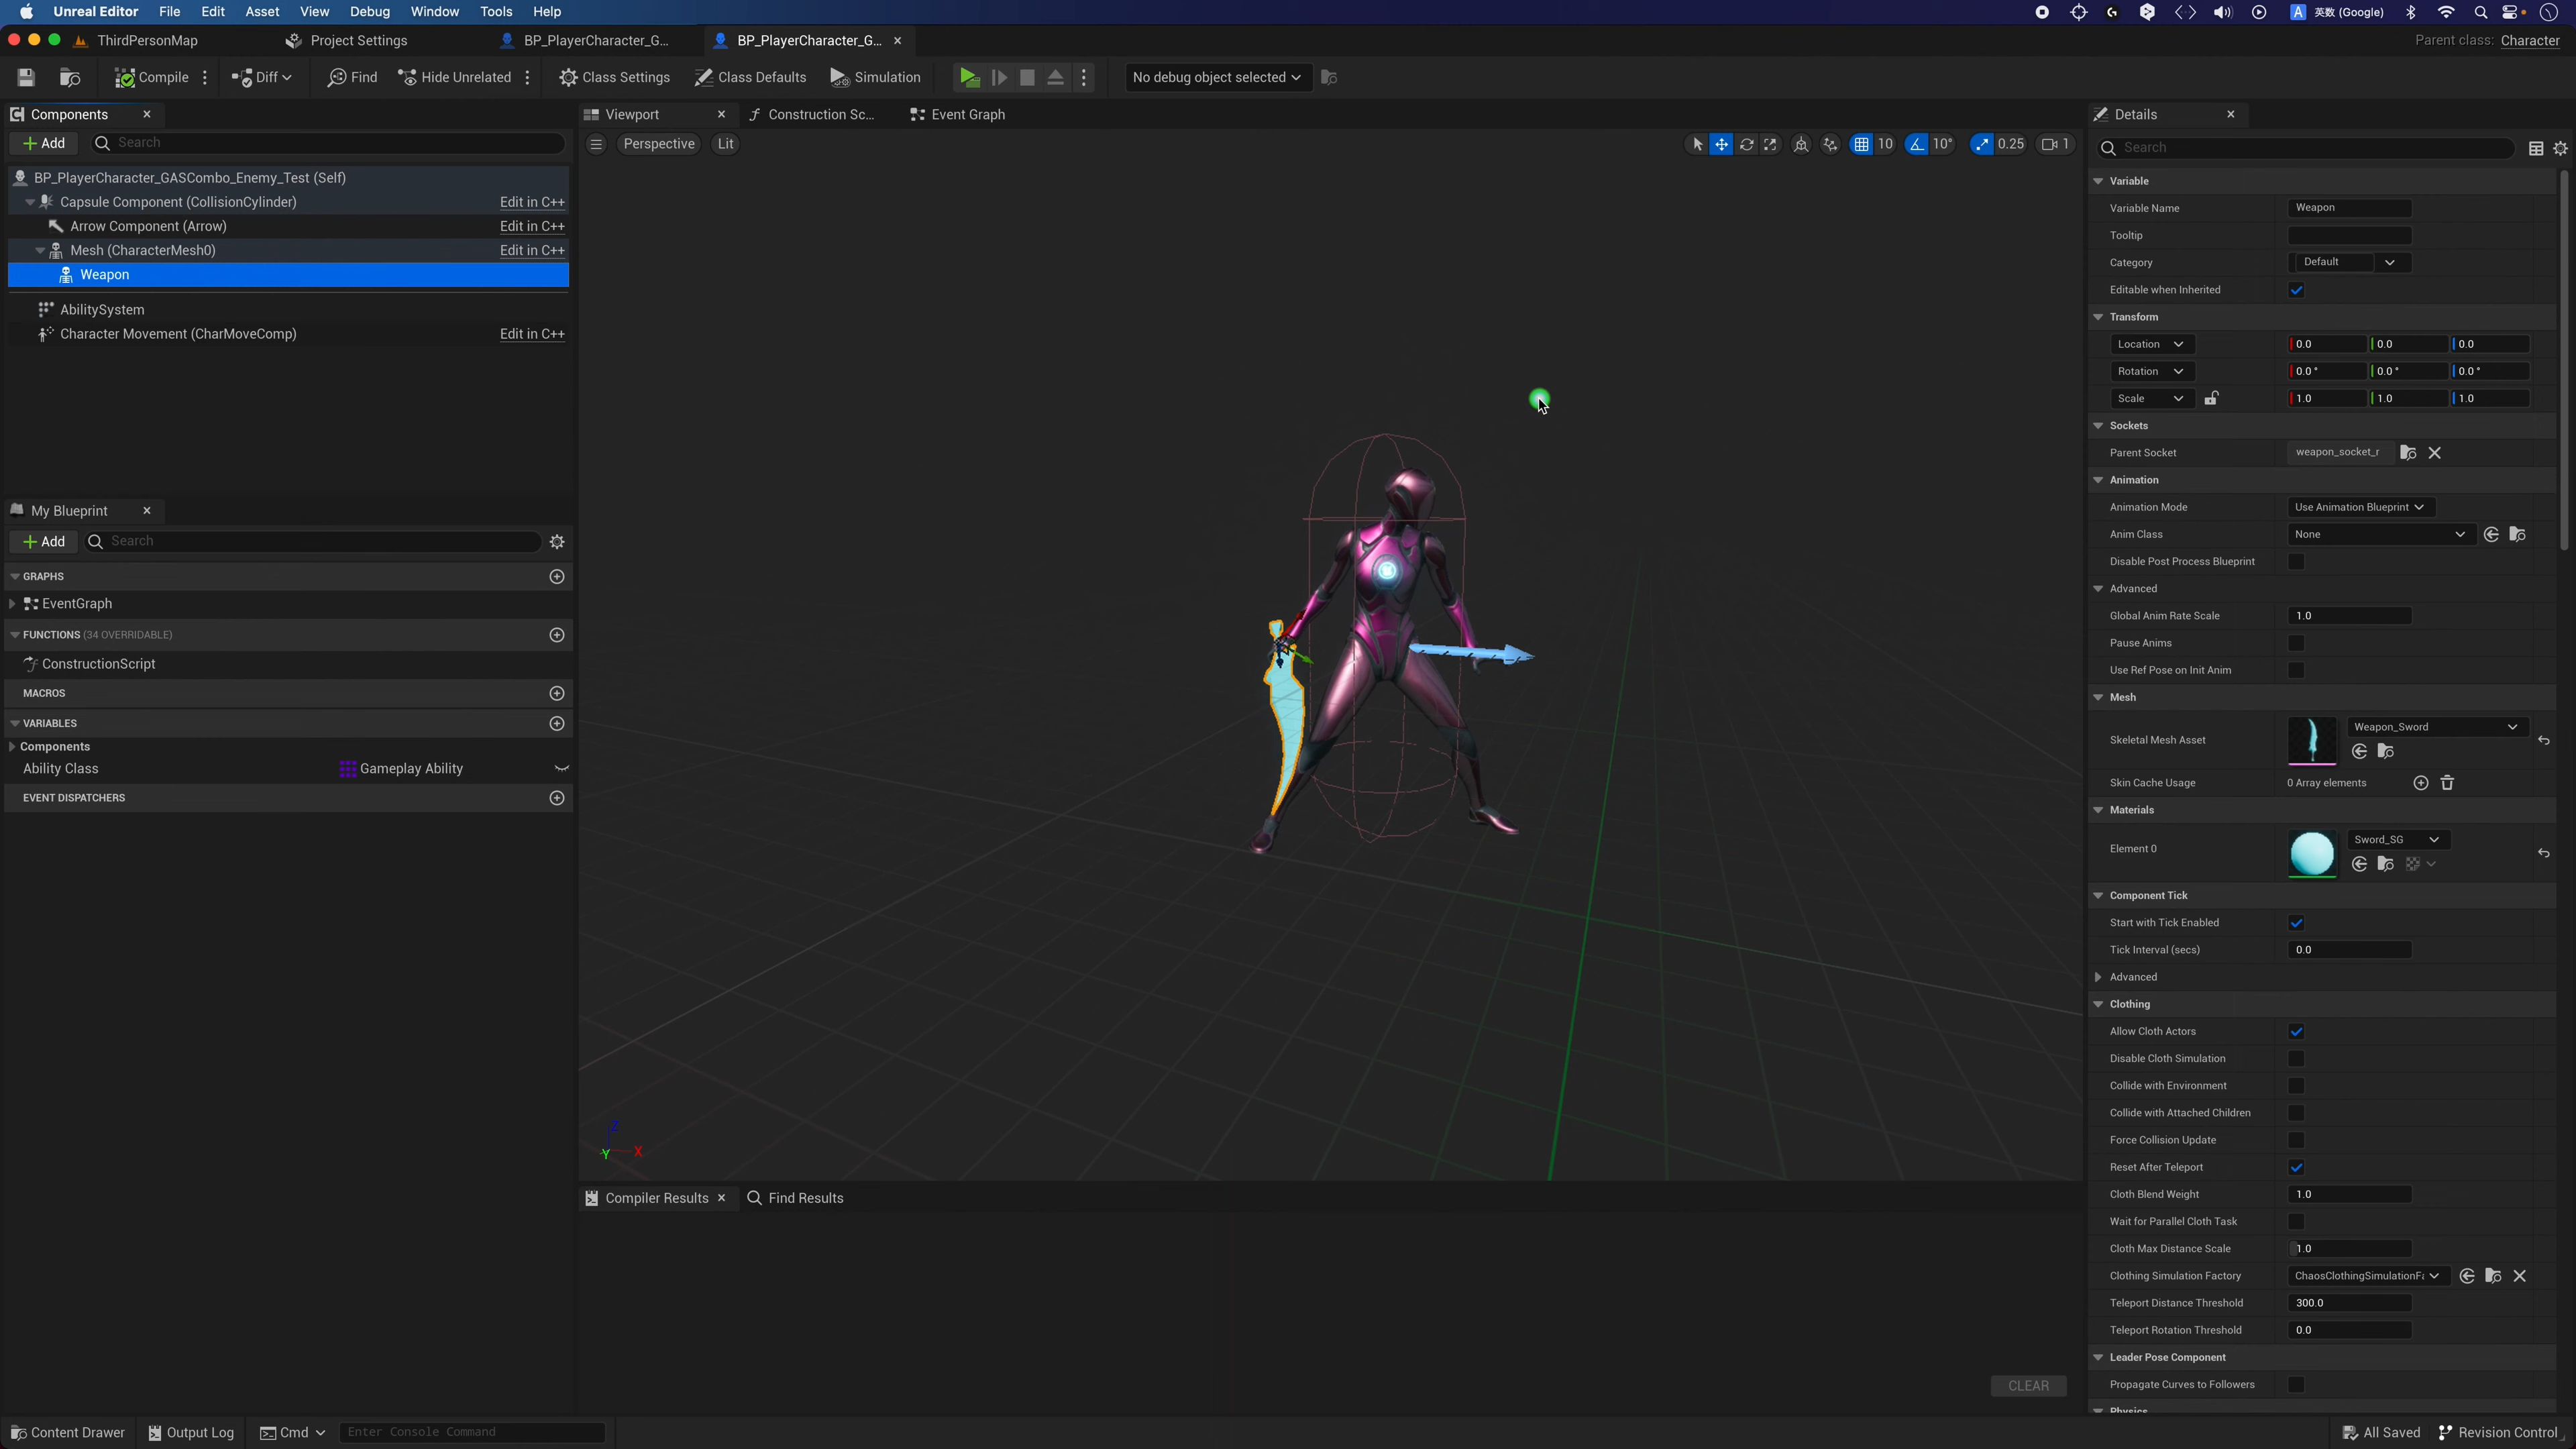 Unreal Editor File Edit Asset View Debug Window Tools Help A 英数 (Google)
ThirdPersonMap Project Settings BP_PlayerCharacter_G... BP_PlayerCharacter_G... Parent class: Character
Compile Diff Find Hide Unrelated Class Settings Class Defaults Simulation No debug object selected
Components
Add Search
BP_PlayerCharacter_GASCombo_Enemy_Test (Self)
Capsule Component (CollisionCylinder) Edit in C++
Arrow Component (Arrow) Edit in C++
Mesh (CharacterMesh0) Edit in C++
Weapon
AbilitySystem
Character Movement (CharMoveComp) Edit in C++
My Blueprint
Add Search
GRAPHS
EventGraph
FUNCTIONS (34 OVERRIDABLE)
ConstructionScript
MACROS
VARIABLES
Components
Ability Class Gameplay Ability
EVENT DISPATCHERS
Viewport Construction Sc... Event Graph
Perspective Lit 10 10° 0.25 1
Z
Y X
Compiler Results Find Results
CLEAR
Details
Search
Variable
Variable Name Weapon
Tooltip
Category Default
Editable when Inherited
Transform
Location 0.0 0.0 0.0
Rotation 0.0 ° 0.0 ° 0.0 °
Scale 1.0 1.0 1.0
Sockets
Parent Socket weapon_socket_r
Animation
Animation Mode Use Animation Blueprint
Anim Class None
Disable Post Process Blueprint
Advanced
Global Anim Rate Scale 1.0
Pause Anims
Use Ref Pose on Init Anim
Mesh
Skeletal Mesh Asset Weapon_Sword
Skin Cache Usage 0 Array elements
Materials
Element 0 Sword_SG
Component Tick
Start with Tick Enabled
Tick Interval (secs) 0.0
Advanced
Clothing
Allow Cloth Actors
Disable Cloth Simulation
Collide with Environment
Collide with Attached Children
Force Collision Update
Reset After Teleport
Cloth Blend Weight 1.0
Wait for Parallel Cloth Task
Cloth Max Distance Scale 1.0
Clothing Simulation Factory ChaosClothingSimulationFa
Teleport Distance Threshold 300.0
Teleport Rotation Threshold 0.0
Leader Pose Component
Propagate Curves to Followers
Physics
Content Drawer Output Log Cmd Enter Console Command All Saved Revision Control